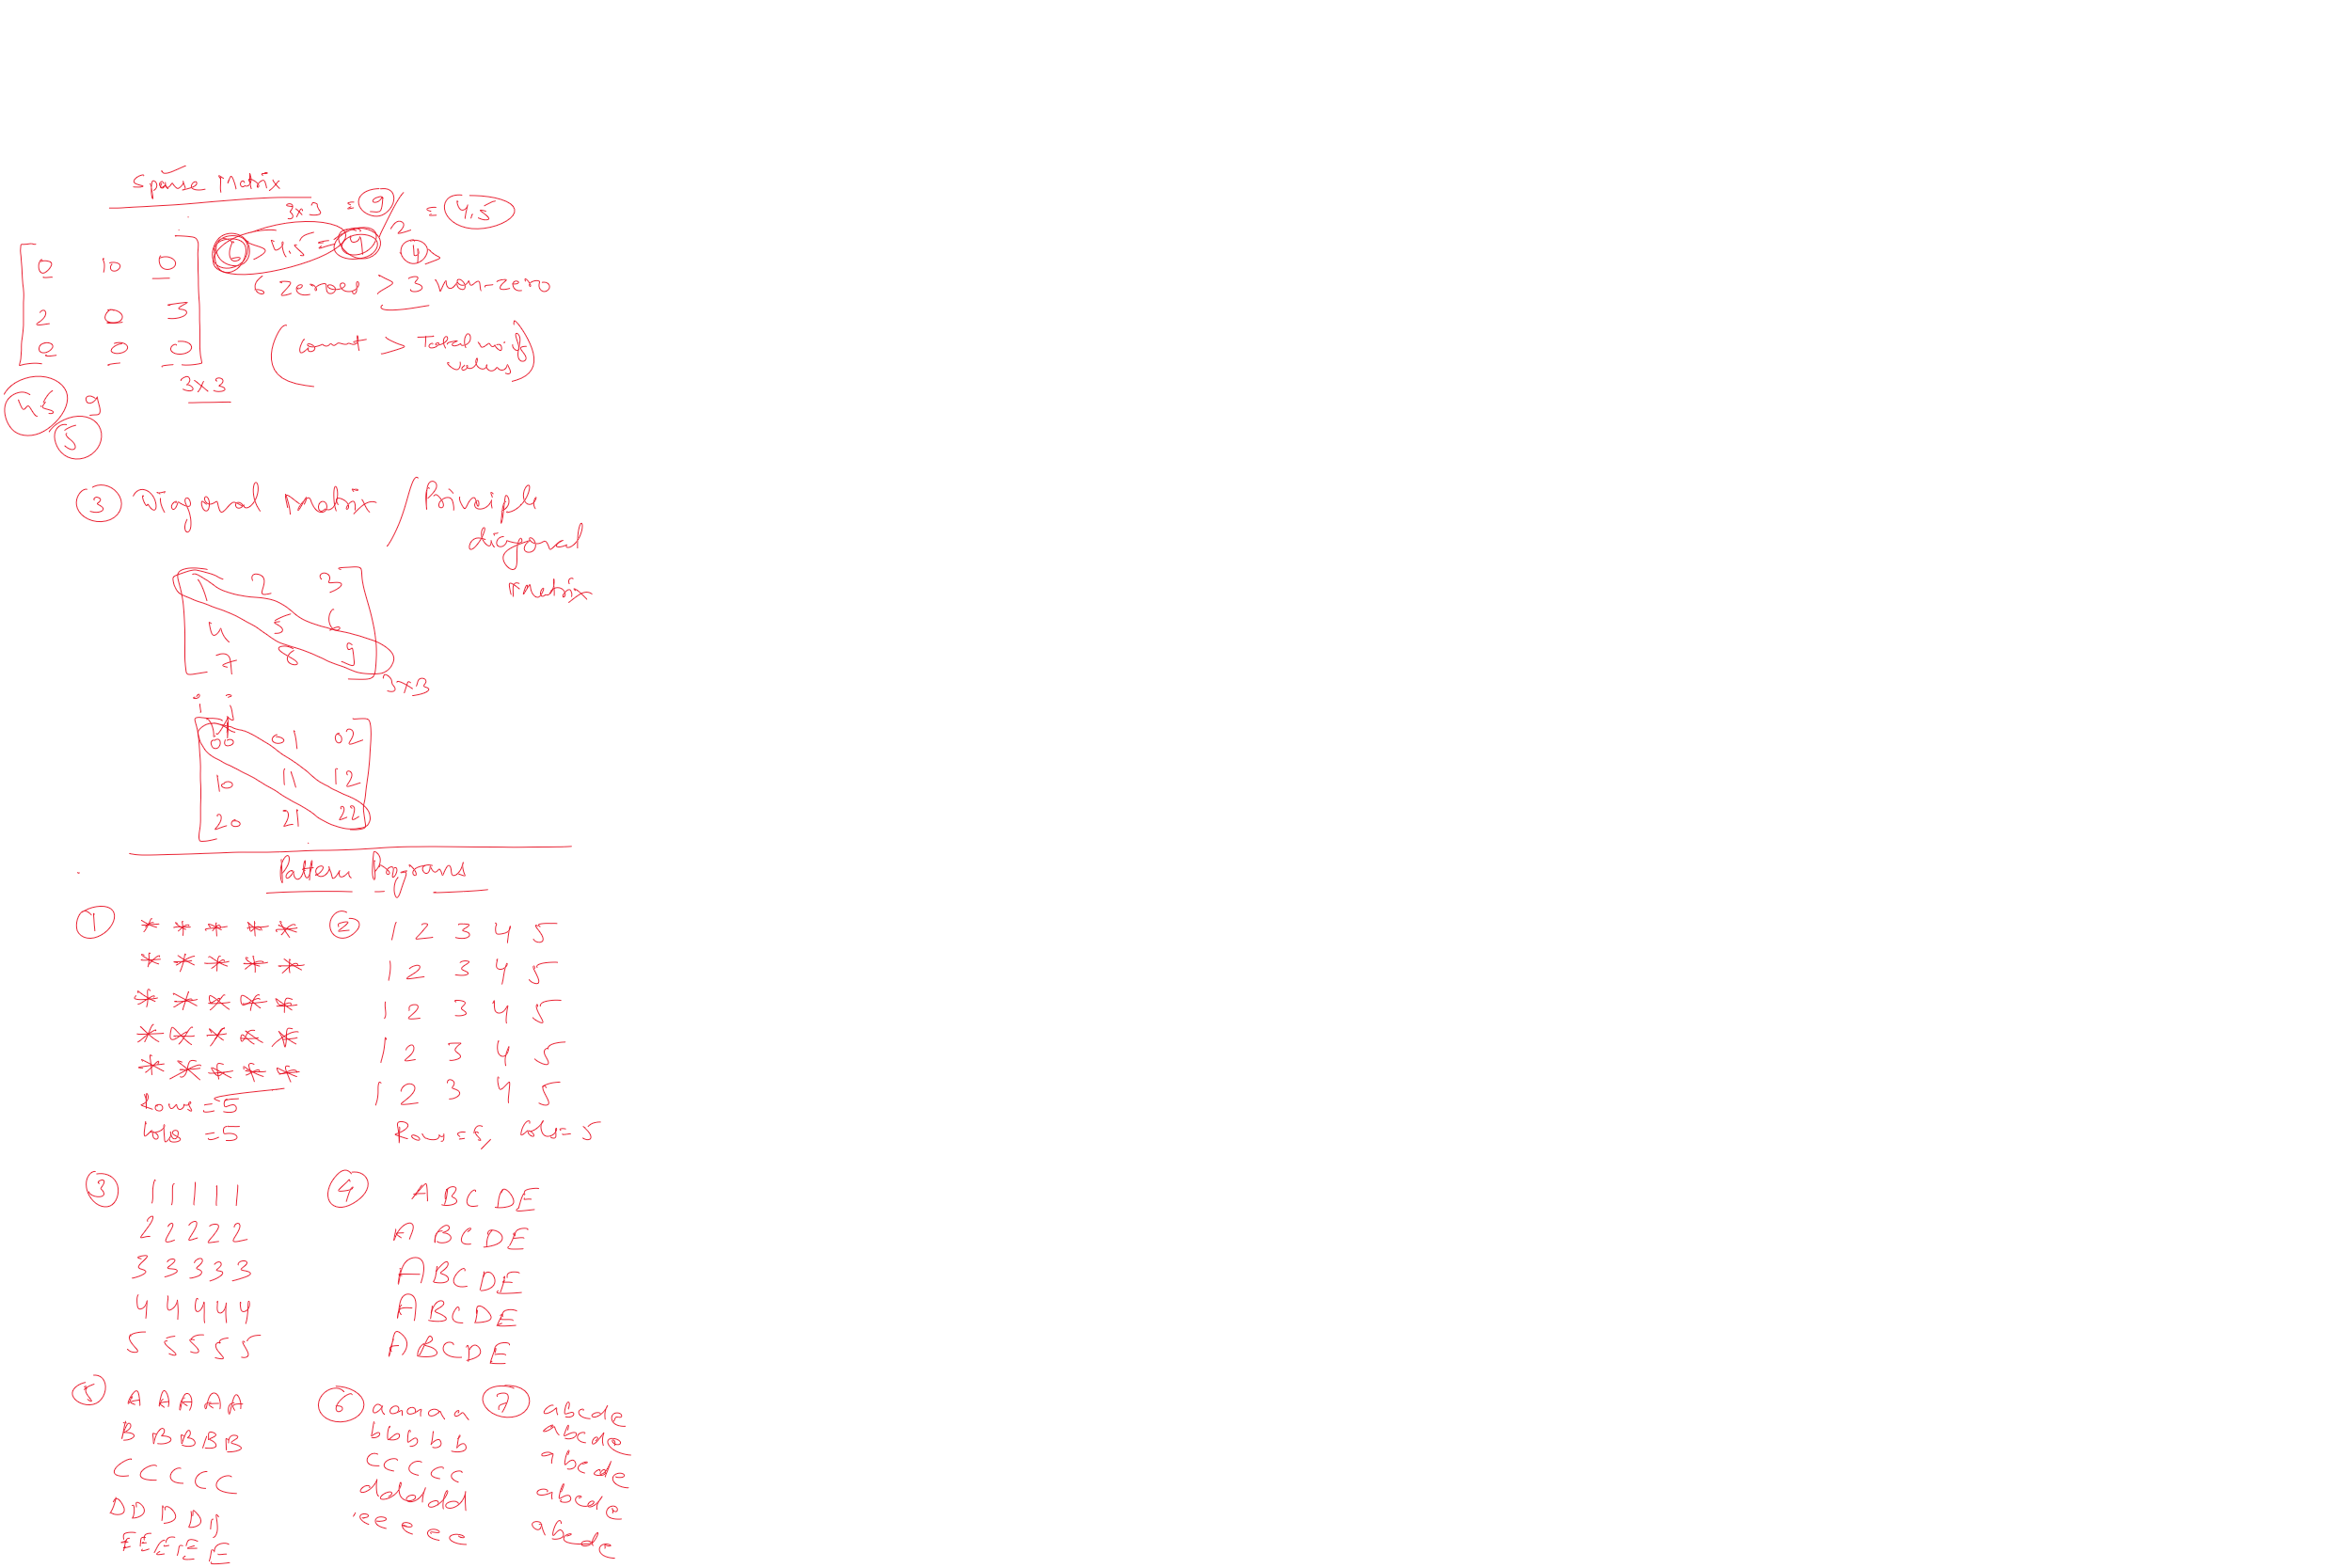 Sparse Matrix
3x3 = 9/2 = 4.5
6 > 4.5 = 4 4
0 10 0
6 zeroes > 3 non-zero
2 0 3
(count > Total no. of values)
0 0 0
3x3
4.5 9
5
3 Diagonal Matrix / Principle
diagonal
matrix
1 2 3
4 5 6
7 8 9
3x3
i j
00 01 02
10 11 12
20 21 22
Pattern Programs
1 * * * * *
* * * * *
* * * * *
* * * * *
* * * * *
Rows = 5
Cols = 5
2 1 2 3 4 5
1 2 3 4 5
1 2 3 4 5
1 2 3 4 5
1 2 3 4 5
Rows = 5, Cols = 5
3 1 1 1 1 1
2 2 2 2 2
3 3 3 3 3
4 4 4 4 4
5 5 5 5 5
4 A B C D E
A B C D E
A B C D E
A B C D E
A B C D E
5 A A A A A
B B B B B
C C C C C
D D D D D
E E E E E
6 a a a a a
b b b b b
c c c c c
d d d d d
e e e e e
7 a b c d e
a b c d e
a b c d e
a b c d e
a b c d e